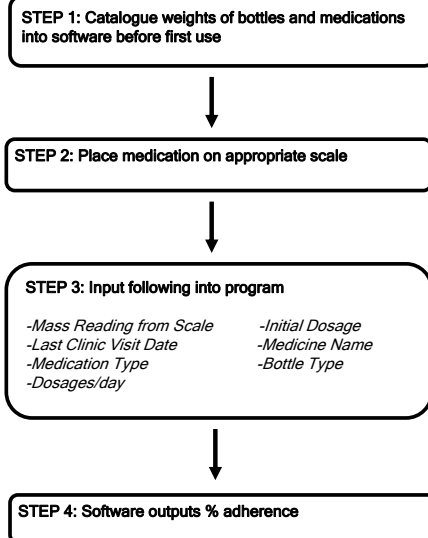 STEP 1: Catalogue weights of bottles and medications
into software before first use
STEP 2: Place medication on appropriate scale
STEP 3: Input following into program
-Mass Reading from Scale -Initial Dosage
-Last Clinic Visit Date -Medicine Name
-Medication Type -Bottle Type
-Dosages/day
STEP 4: Software outputs % adherence